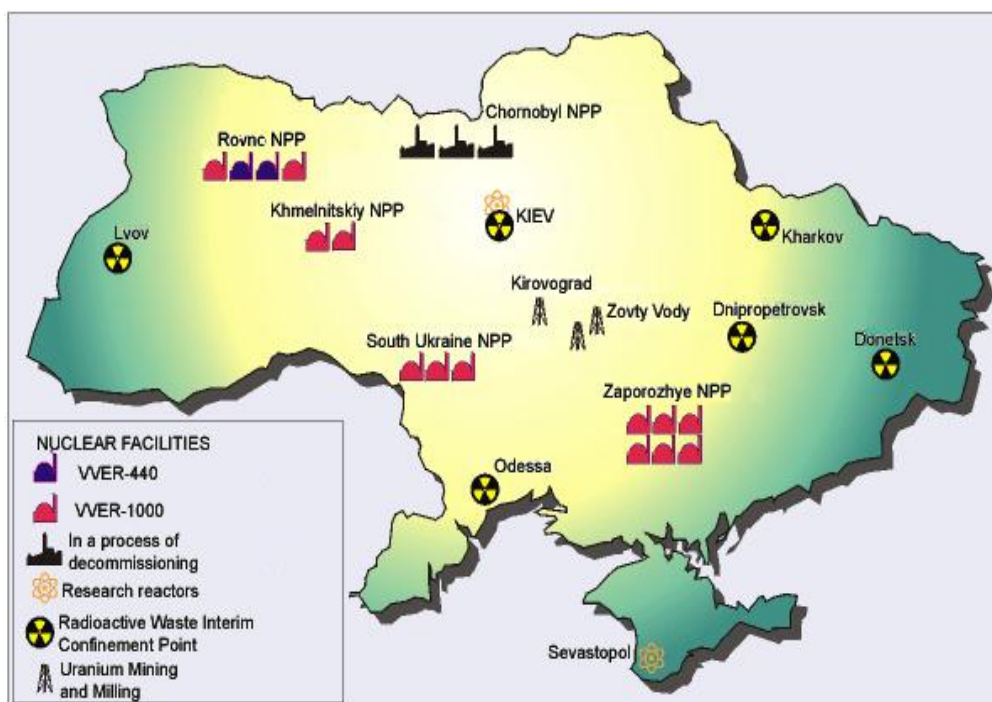 Chornobyl NPP
Rovno NPP
Khmelnitskiy NPP
KIEV
Lvov
Kharkov
Kirovograd
Zovty Vody
Dnipropetrovsk
South Ukraine NPP
Donetsk
Zaporozhye NPP
Odessa
Sevastopol
NUCLEAR FACILITIES
VVER-440
VVER-1000
In a process of
decommissioning
Research reactors
Radioactive Waste Interim
Confinement Point
Uranium Mining
and Milling